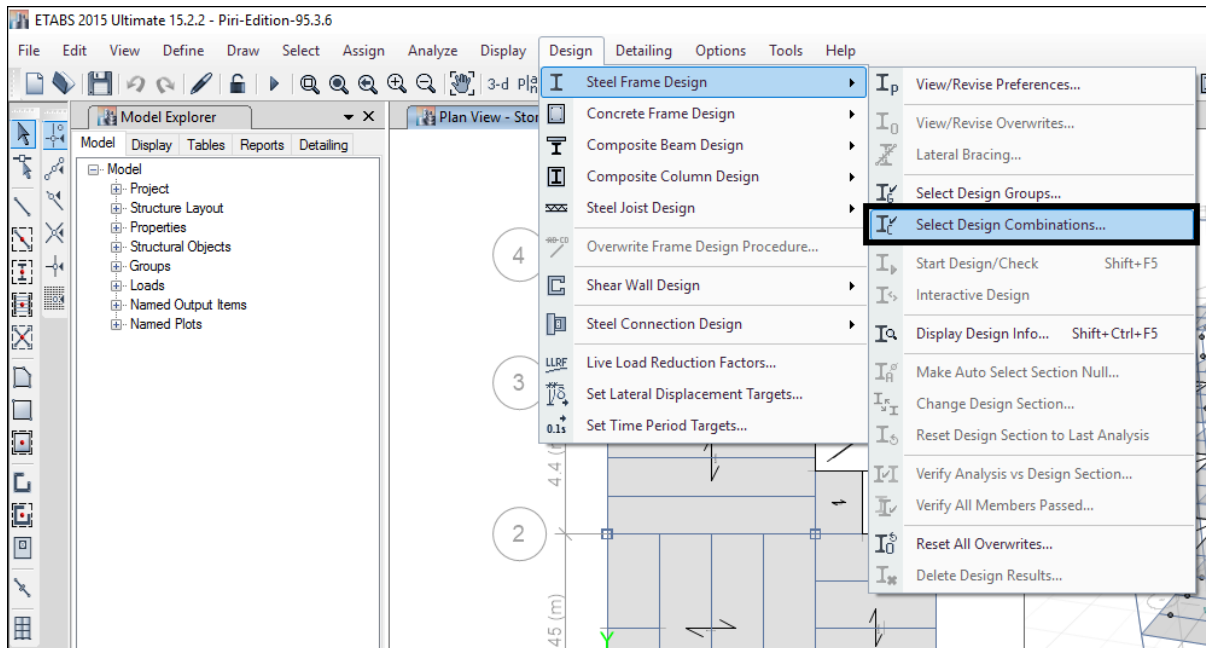 ETABS 2015 Ultimate 15.2.2 - Piri-Edition-95.3.6
File Edit View Define Draw Select Assign Analyze Display Design Detailing Options Tools Help
3-d
Model Explorer
Model Display Tables Reports Detailing
Model
Project
Structure Layout
Properties
Structural Objects
Groups
Loads
Named Output Items
Named Plots
Plan View - Stor
Steel Frame Design
Concrete Frame Design
Composite Beam Design
Composite Column Design
Steel Joist Design
Overwrite Frame Design Procedure...
Shear Wall Design
Steel Connection Design
LLRF Live Load Reduction Factors...
Set Lateral Displacement Targets...
0.1s Set Time Period Targets...
View/Revise Preferences...
View/Revise Overwrites...
Lateral Bracing...
Select Design Groups...
Select Design Combinations...
Start Design/Check Shift+F5
Interactive Design
Display Design Info... Shift+Ctrl+F5
Make Auto Select Section Null...
Change Design Section...
Reset Design Section to Last Analysis
Verify Analysis vs Design Section...
Verify All Members Passed...
Reset All Overwrites...
Delete Design Results...
4
3
4.4
2
45 (m)
Y